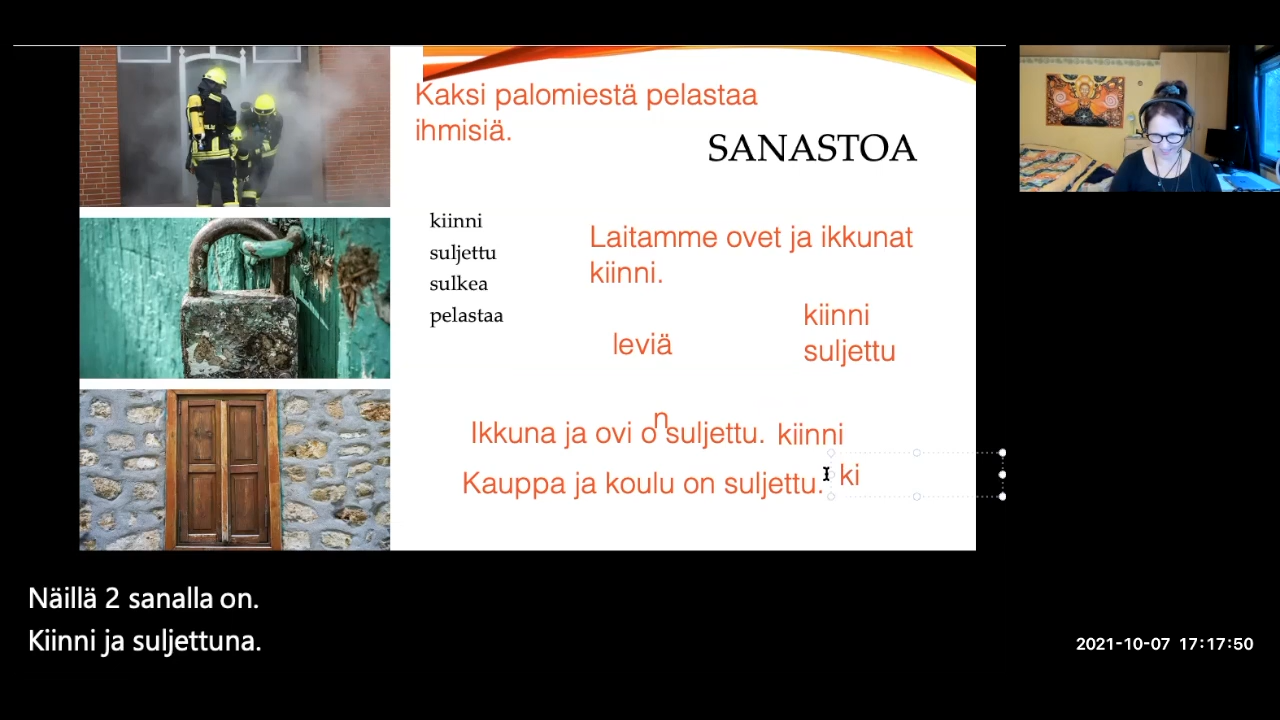 Kaksi palomiestä pelastaa
ihmisiä.
SANASTOA
kiinni
suljettu
sulkea
pelastaa
Laitamme ovet ja ikkunat
kiinni.
kiinni
suljettu
leviä
n
Ikkuna ja ovi o suljettu. kiinni
Kauppa ja koulu on suljettu. ki
Näillä 2 sanalla on.
Kiinni ja suljettuna.
2021-10-07 17:17:50